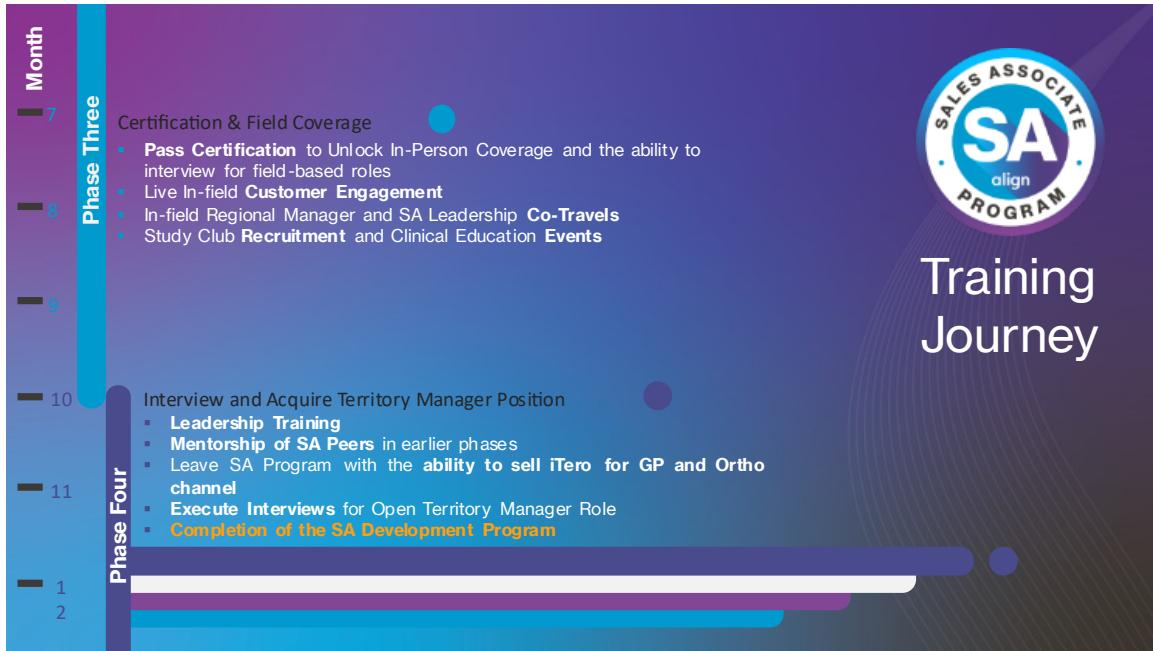 Month
7
8
9
10
11
1
2
Phase Three
Certification & Field Coverage
▪ Pass Certification to Unlock In-Person Coverage and the ability to
interview for field-based roles
▪ Live In-field Customer Engagement
▪ In-field Regional Manager and SA Leadership Co-Travels
▪ Study Club Recruitment and Clinical Education Events
Phase Four
Interview and Acquire Territory Manager Position
▪ Leadership Training
▪ Mentorship of SA Peers in earlier phases
▪ Leave SA Program with the ability to sell iTero for GP and Ortho
channel
▪ Execute Interviews for Open Territory Manager Role
▪ Completion of the SA Development Program
SALES ASSOCIATE
SA
align
PROGRAM
Training
Journey